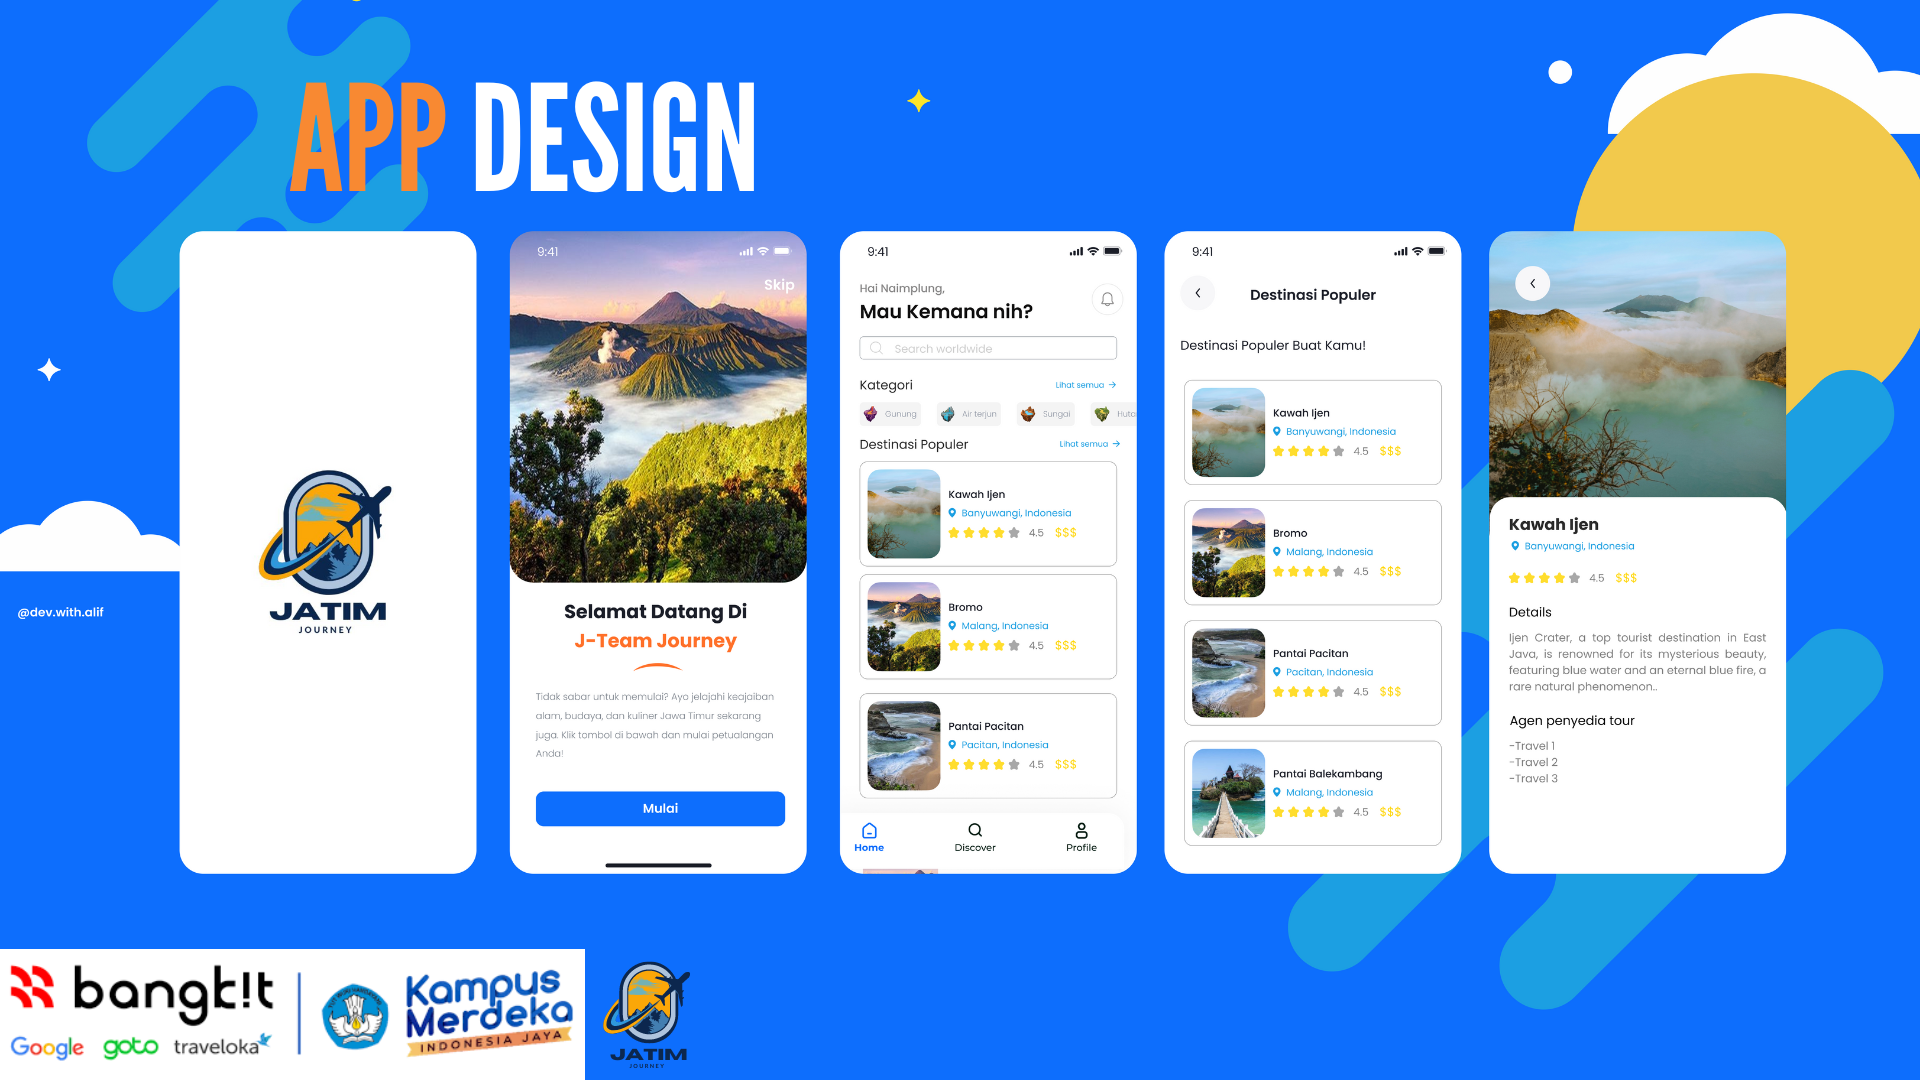 APP DESIGN
@dev.with.alif
JATIM
JOURNEY
9:41
Skip
Selamat Datang Di
J-Team Journey
Tidak sabar untuk memulai? Ayo jelajahi keajaiban
alam, budaya, dan kuliner Jawa Timur sekarang
juga. Klik tombol di bawah dan mulai petualangan
Anda!
Mulai
9:41
Hai Naimplung,
Mau Kemana nih?
Search worldwide
Kategori
Lihat semua →
Gunung
Air terjun
Sungai
Huta
Destinasi Populer
Lihat semua →
Kawah Ijen
Banyuwangi, Indonesia
4.5 $$$
Bromo
Malang, Indonesia
4.5 $$$
Pantai Pacitan
Pacitan, Indonesia
4.5 $$$
Home
Discover
Profile
9:41
Destinasi Populer
Destinasi Populer Buat Kamu!
Kawah Ijen
Banyuwangi, Indonesia
4.5 $$$
Bromo
Malang, Indonesia
4.5 $$$
Pantai Pacitan
Pacitan, Indonesia
4.5 $$$
Pantai Balekambang
Malang, Indonesia
4.5 $$$
Kawah Ijen
Banyuwangi, Indonesia
4.5 $$$
Details
Ijen Crater, a top tourist destination in East
Java, is renowned for its mysterious beauty,
featuring blue water and an eternal blue fire, a
rare natural phenomenon..
Agen penyedia tour
-Travel 1
-Travel 2
-Travel 3
bangk!t
Google goto traveloka
Kampus
Merdeka
INDONESIA JAYA
JATIM
JOURNEY